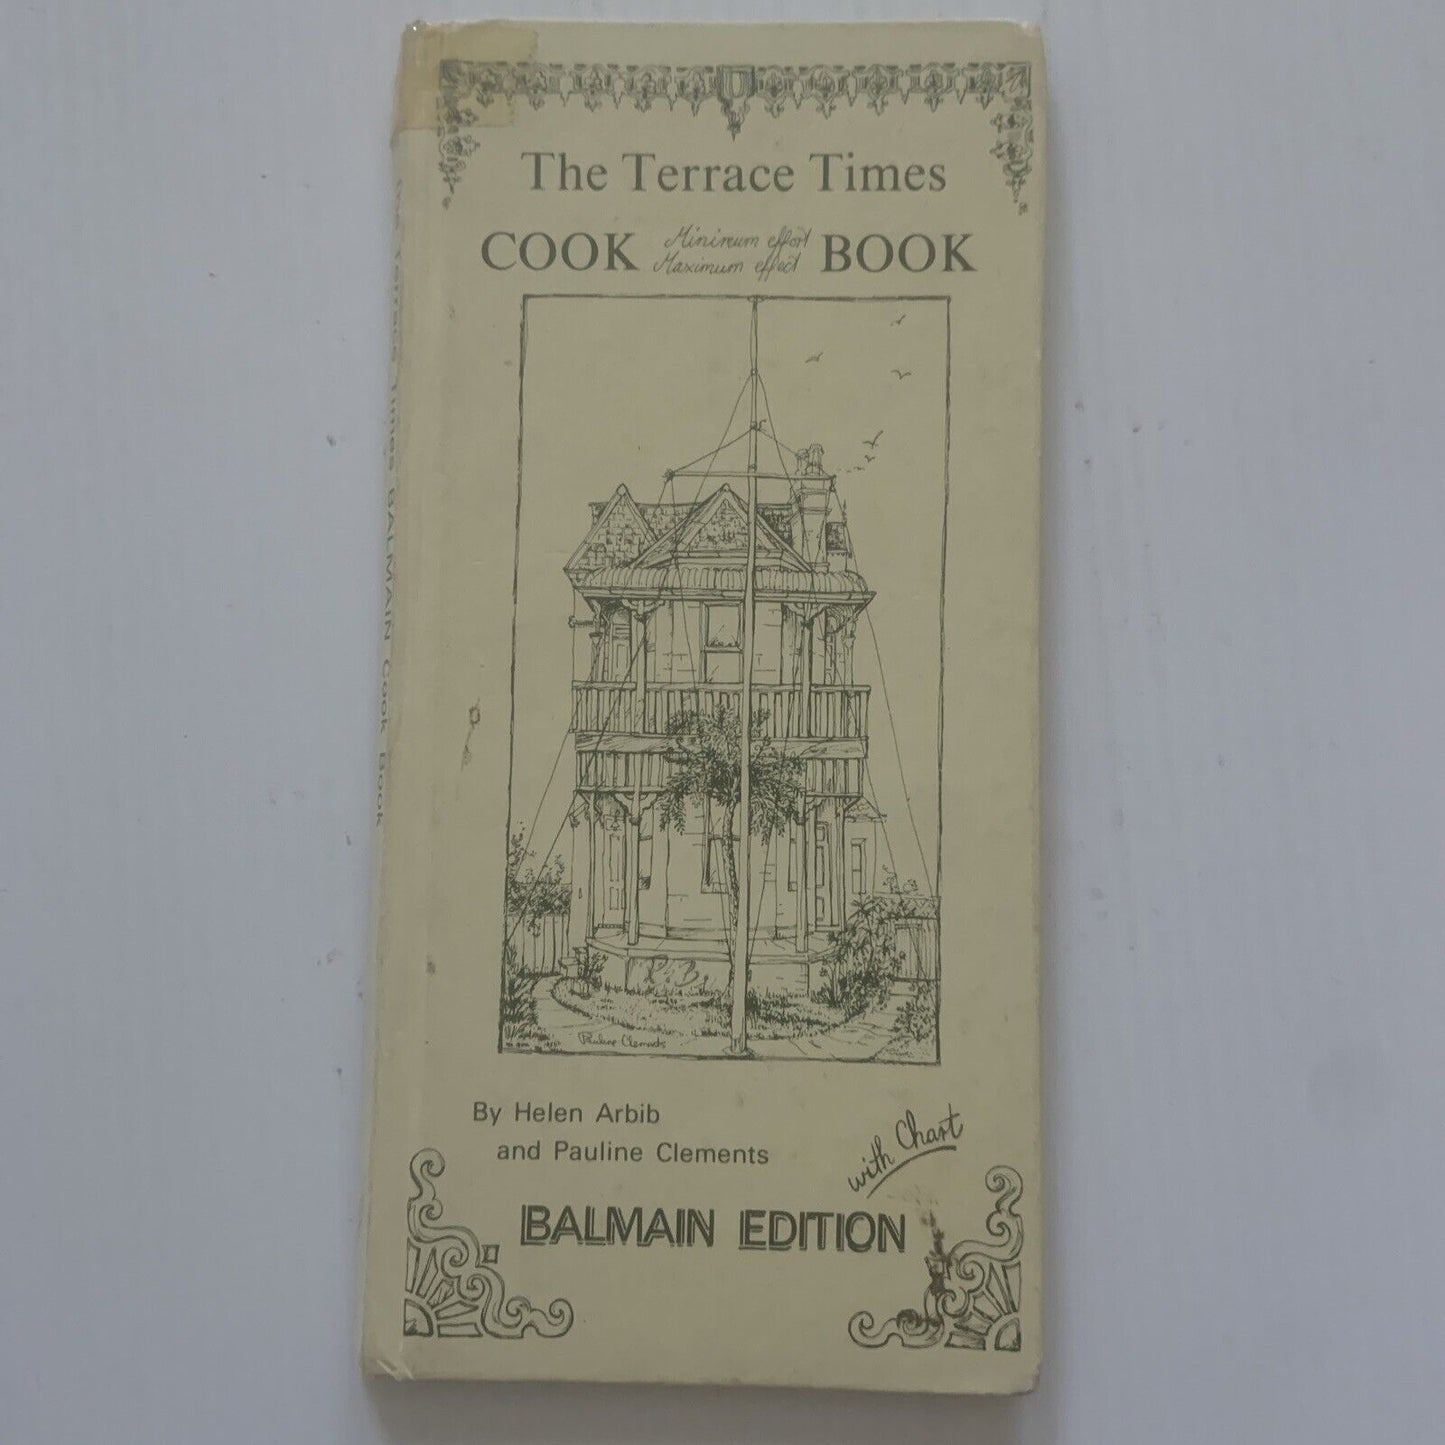 The Terrace Times
COOK Minimum effort Maximum effect BOOK
Pauline Clements
By Helen Arbib
and Pauline Clements
with Chart
BALMAIN EDITION
The Terrace Times BALMAIN Cook Book